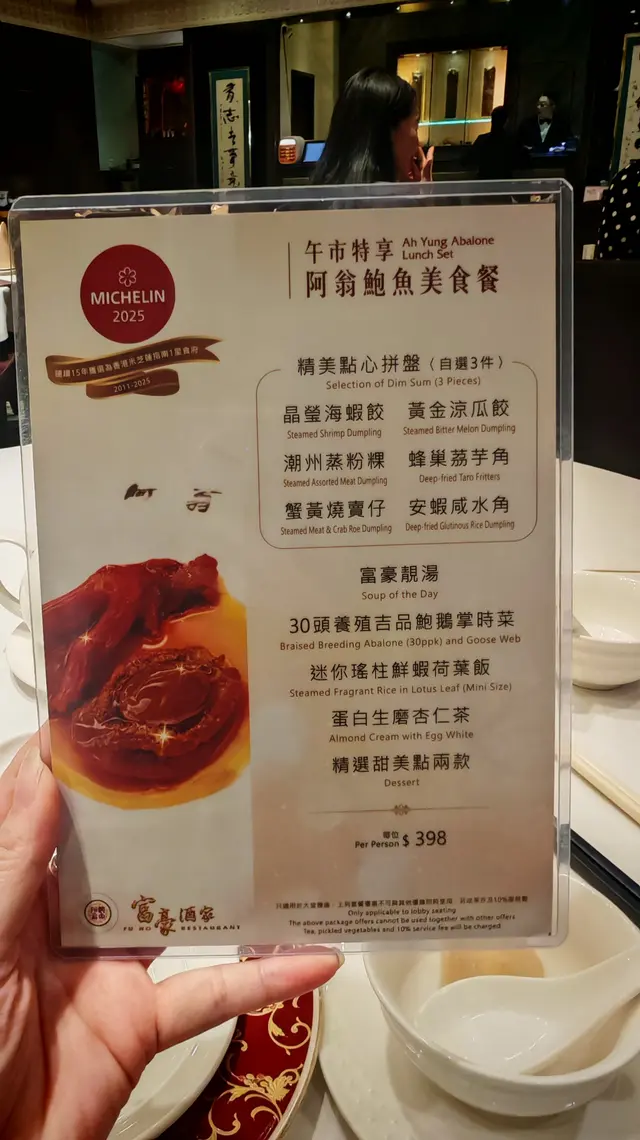 有志者事竟
MICHELIN
2025
連續15年獲選為香港米芝蓮指南1星食府
2011-2025
午市特享 Ah Yung Abalone
Lunch Set
阿翁鮑魚美食餐
精美點心拼盤（自選3件）
Selection of Dim Sum (3 Pieces)
晶瑩海蝦餃 黃金涼瓜餃
Steamed Shrimp Dumpling Steamed Bitter Melon Dumpling
潮州蒸粉粿 蜂巢荔芋角
Steamed Assorted Meat Dumpling Deep-fried Taro Fritters
蟹黃燒賣仔 安蝦咸水角
Steamed Meat & Crab Roe Dumpling Deep-fried Glutinous Rice Dumpling
富豪靚湯
Soup of the Day
30頭養殖吉品鮑鵝掌時菜
Braised Breeding Abalone (30ppk) and Goose Web
迷你瑤柱鮮蝦荷葉飯
Steamed Fragrant Rice in Lotus Leaf (Mini Size)
蛋白生磨杏仁茶
Almond Cream with Egg White
精選甜美點兩款
Dessert
每位
Per Person $ 398
富豪酒家
FU HO RESTAURANT
Only applicable to lobby seating
The above package offers cannot be used together with other offers
Tea, pickled vegetables and 10% service fee will be charged